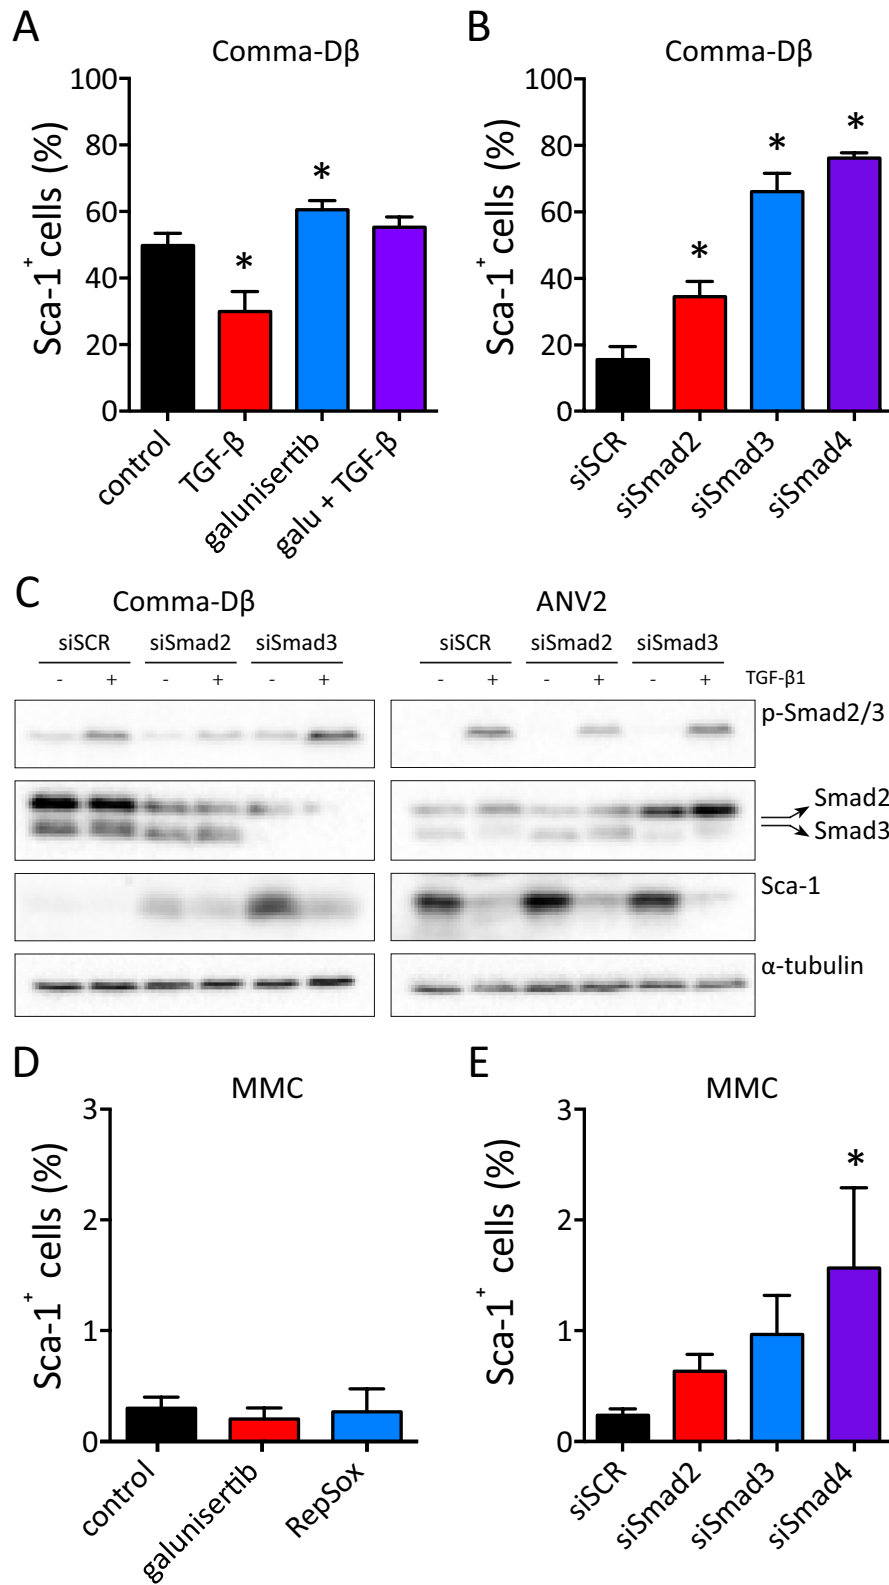 A
Comma-Dβ
Sca-1+ cells (%)
100
80
60
40
20
0
*
*
control
TGF-β
galunisertib
galu + TGF-β
B
Comma-Dβ
Sca-1+ cells (%)
100
80
60
40
20
0
*
*
*
siSCR
siSmad2
siSmad3
siSmad4
C
Comma-Dβ
ANV2
siSCR siSmad2 siSmad3
siSCR siSmad2 siSmad3
- + - + - +
- + - + - + TGF-β1
p-Smad2/3
Smad2
Smad3
Sca-1
α-tubulin
D
MMC
Sca-1+ cells (%)
3
2
1
0
control
galunisertib
RepSox
E
MMC
Sca-1+ cells (%)
3
2
1
0
*
siSCR
siSmad2
siSmad3
siSmad4